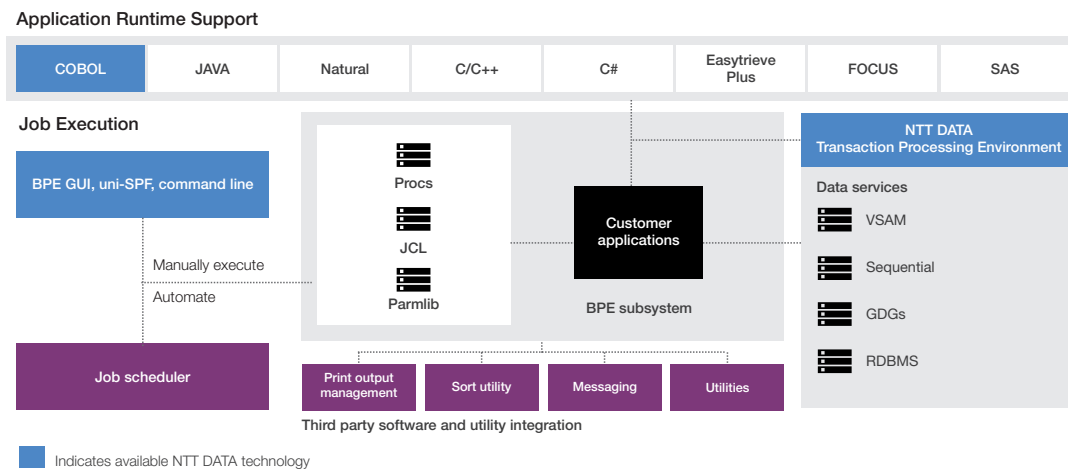 Application Runtime Support
COBOL
JAVA
Natural
C/C++
C#
Easytrieve
Plus
FOCUS
SAS
Job Execution
BPE GUI, uni-SPF, command line
Manually execute
Automate
Job scheduler
Procs
JCL
Parmlib
Customer
applications
BPE subsystem
NTT DATA
Transaction Processing Environment
Data services
VSAM
Sequential
GDGs
RDBMS
Print output
management
Sort utility
Messaging
Utilities
Third party software and utility integration
Indicates available NTT DATA technology